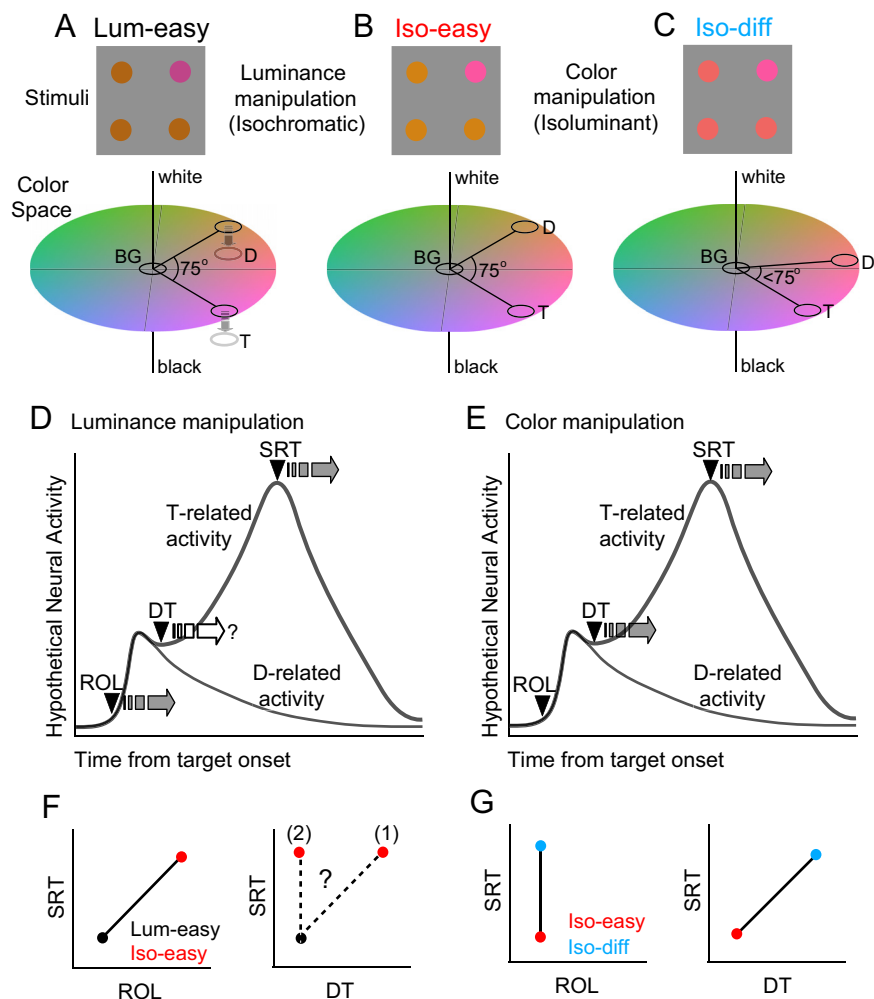 A Lum-easy
B Iso-easy
C Iso-diff
Stimuli
Luminance
manipulation
(Isochromatic)
Color
manipulation
(Isoluminant)
Color
Space
white
BG
75°
D
T
black
white
BG
75°
D
T
black
white
BG
<75°
D
T
black
D Luminance manipulation
Hypothetical Neural Activity
SRT
T-related
activity
DT
?
ROL
D-related
activity
Time from target onset
E Color manipulation
Hypothetical Neural Activity
SRT
T-related
activity
DT
ROL
D-related
activity
Time from target onset
F
SRT
Lum-easy
Iso-easy
ROL
SRT
(2) (1)
?
DT
G
SRT
Iso-easy
Iso-diff
ROL
SRT
DT